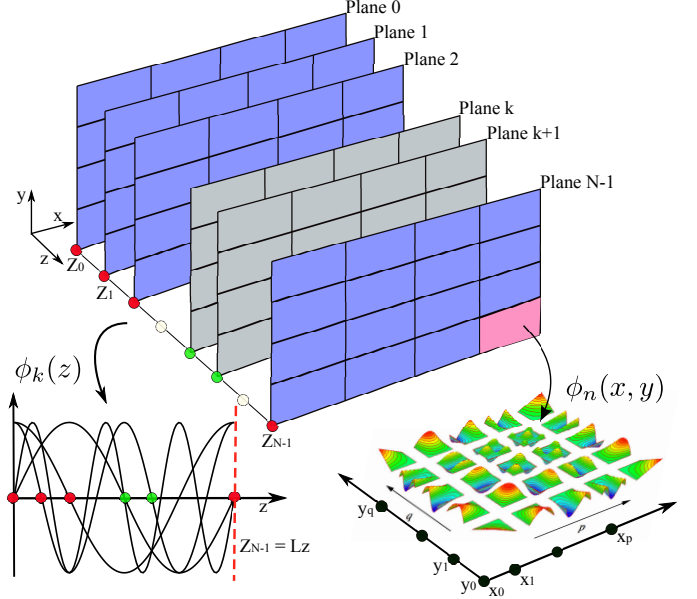 Plane 0
Plane 1
Plane 2
Plane k
Plane k+1
Plane N-1
y
x
z
Z0
Z1
ϕk(z)
ϕn(x, y)
ZN-1
z
ZN-1 = Lz
yq
q
p
xp
y1
y0
x0
x1